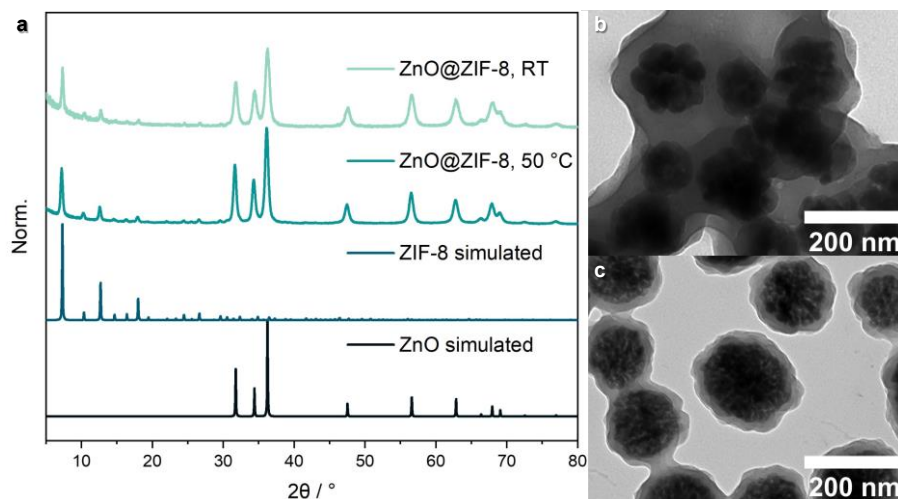 a
ZnO@ZIF-8, RT
ZnO@ZIF-8, 50 °C
ZIF-8 simulated
ZnO simulated
Norm.
10 20 30 40 50 60 70 80
2θ / °
b
200 nm
c
200 nm